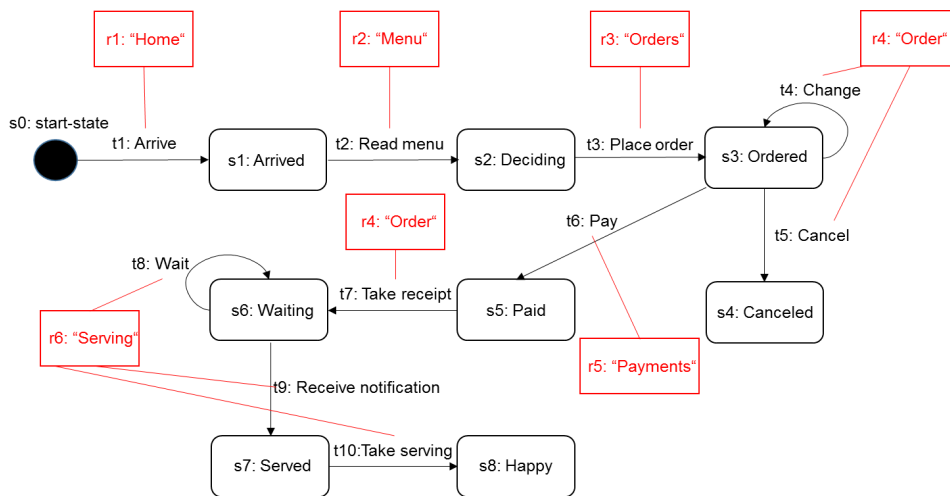 r1: “Home“
r2: “Menu“
r3: “Orders“
r4: “Order“
t4: Change
s0: start-state
t1: Arrive
s1: Arrived
t2: Read menu
s2: Deciding
t3: Place order
s3: Ordered
r4: “Order“
t6: Pay
t5: Cancel
t8: Wait
s6: Waiting
t7: Take receipt
s5: Paid
s4: Canceled
r6: “Serving“
r5: “Payments“
t9: Receive notification
s7: Served
t10:Take serving
s8: Happy